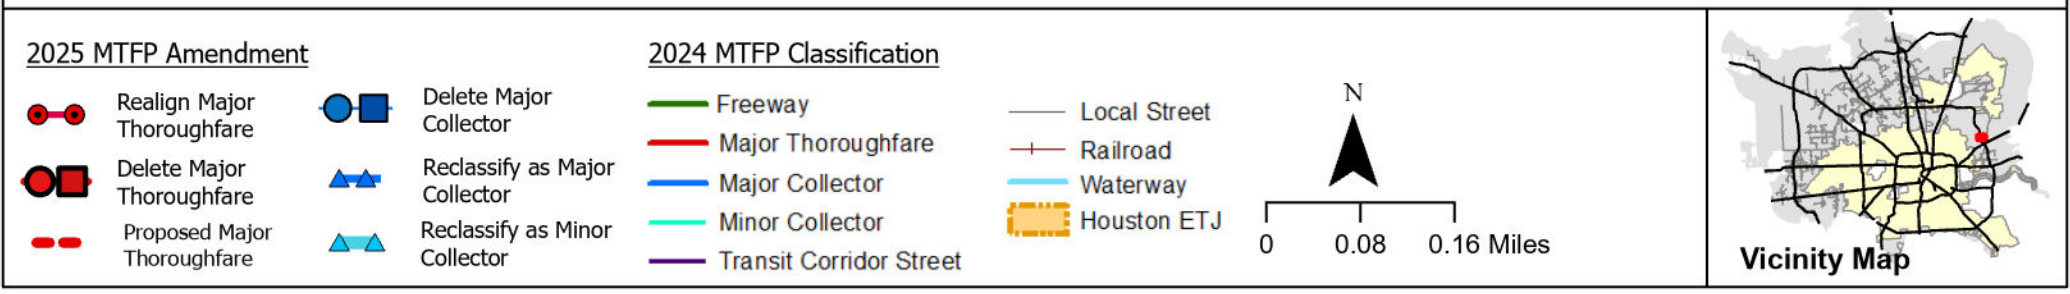 2025 MTFP Amendment
Realign Major
Thoroughfare
Delete Major
Thoroughfare
Proposed Major
Thoroughfare
Delete Major
Collector
Reclassify as Major
Collector
Reclassify as Minor
Collector
2024 MTFP Classification
Freeway
Major Thoroughfare
Major Collector
Minor Collector
Transit Corridor Street
Local Street
Railroad
Waterway
Houston ETJ
N
0 0.08 0.16 Miles
Vicinity Map